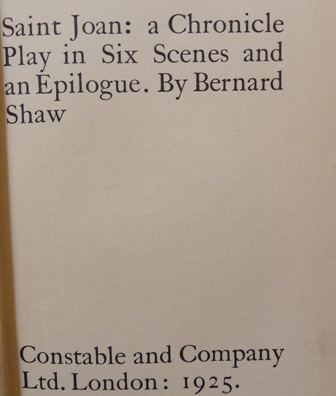 Saint Joan: a Chronicle
Play in Six Scenes and
an Epilogue. By Bernard
Shaw
Constable and Company
Ltd. London: 1925.